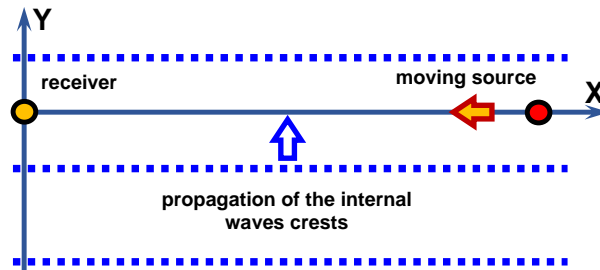 Y
receiver
moving source
X
propagation of the internal
waves crests